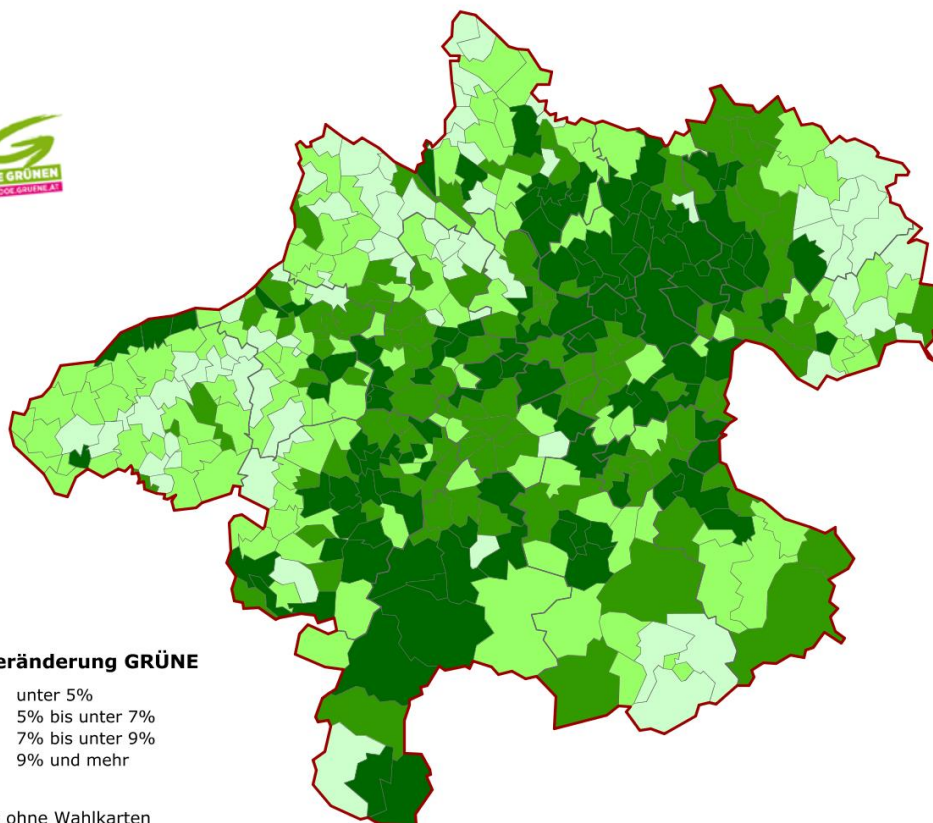 E GRÜNEN
OOE.GRUENE.AT
eränderung GRÜNE
unter 5%
5% bis unter 7%
7% bis unter 9%
9% und mehr
ohne Wahlkarten